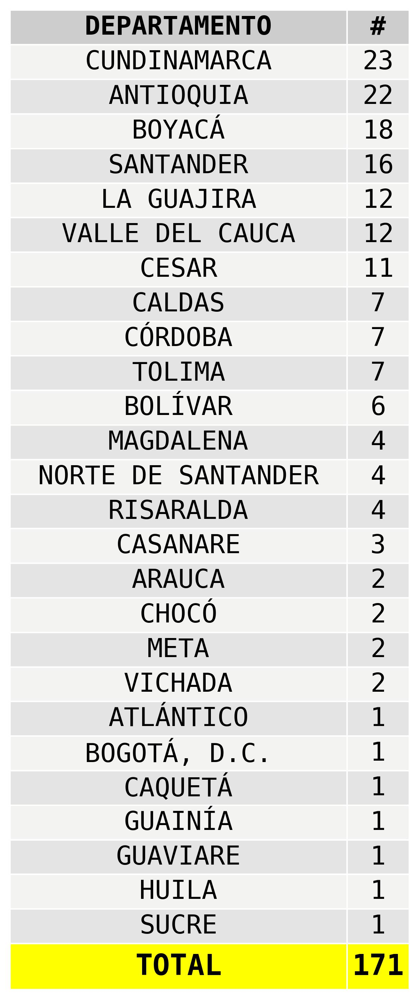 DEPARTAMENTO #
CUNDINAMARCA 23
ANTIOQUIA 22
BOYACÁ 18
SANTANDER 16
LA GUAJIRA 12
VALLE DEL CAUCA 12
CESAR 11
CALDAS 7
CÓRDOBA 7
TOLIMA 7
BOLÍVAR 6
MAGDALENA 4
NORTE DE SANTANDER 4
RISARALDA 4
CASANARE 3
ARAUCA 2
CHOCÓ 2
META 2
VICHADA 2
ATLÁNTICO 1
BOGOTÁ, D.C. 1
CAQUETÁ 1
GUAINÍA 1
GUAVIARE 1
HUILA 1
SUCRE 1
TOTAL 171